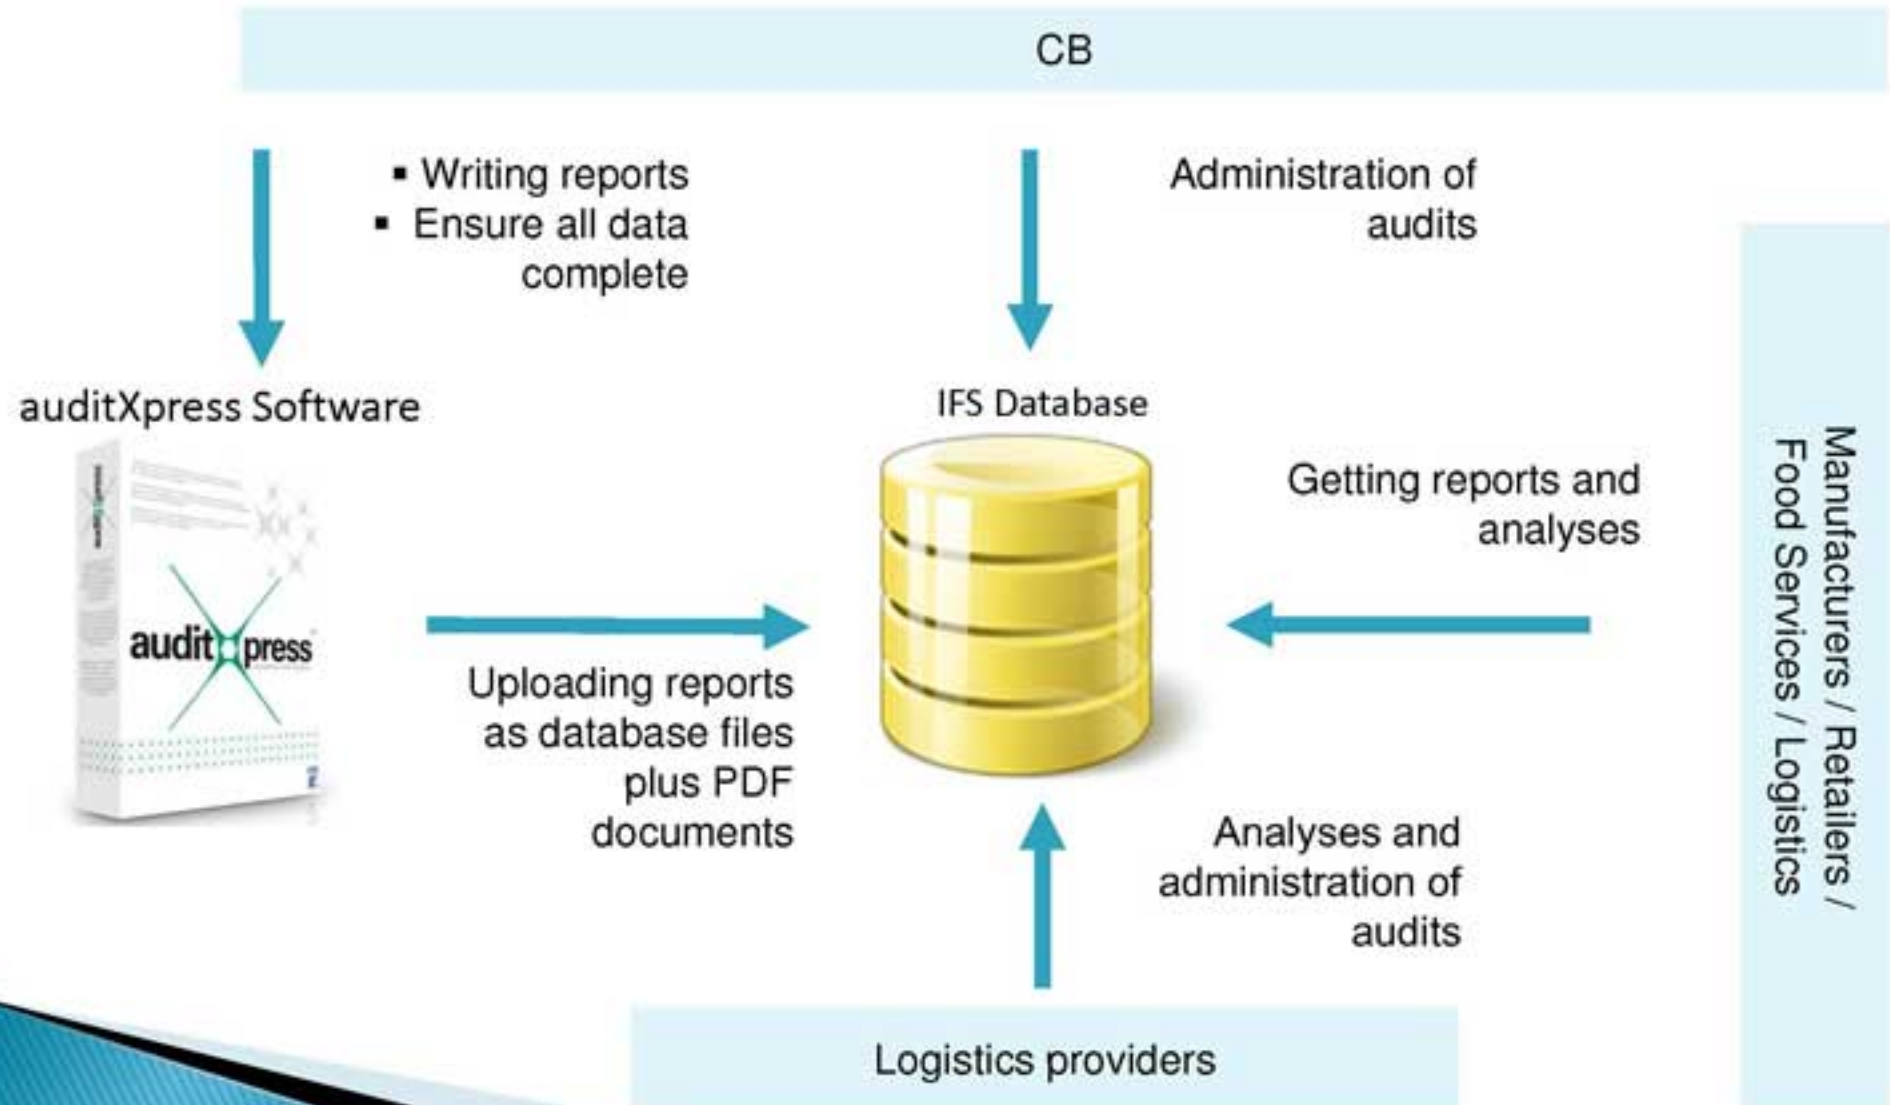 CB
▪ Writing reports
▪ Ensure all data
complete
Administration of
audits
auditXpress Software
IFS Database
auditXpress
Getting reports and
analyses
Manufacturers / Retailers /
Food Services / Logistics
Uploading reports
as database files
plus PDF
documents
Analyses and
administration of
audits
Logistics providers